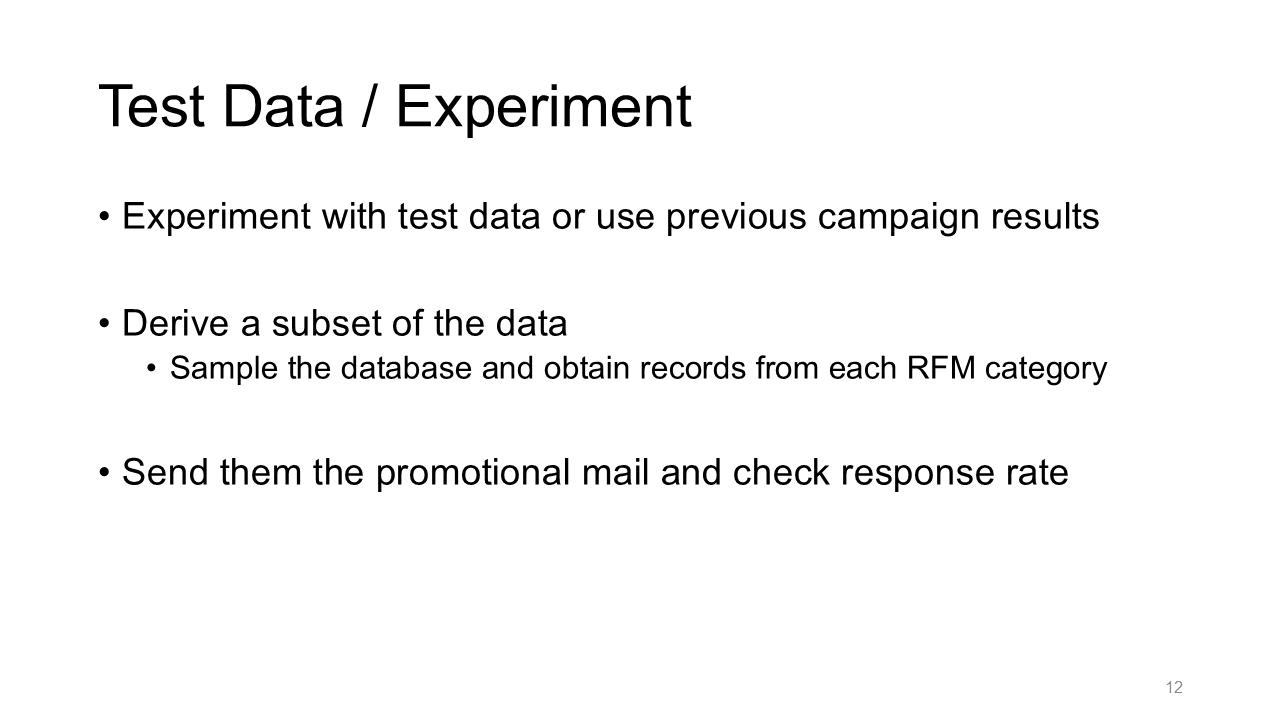 Test Data / Experiment
• Experiment with test data or use previous campaign results
• Derive a subset of the data
• Sample the database and obtain records from each RFM category
• Send them the promotional mail and check response rate
12